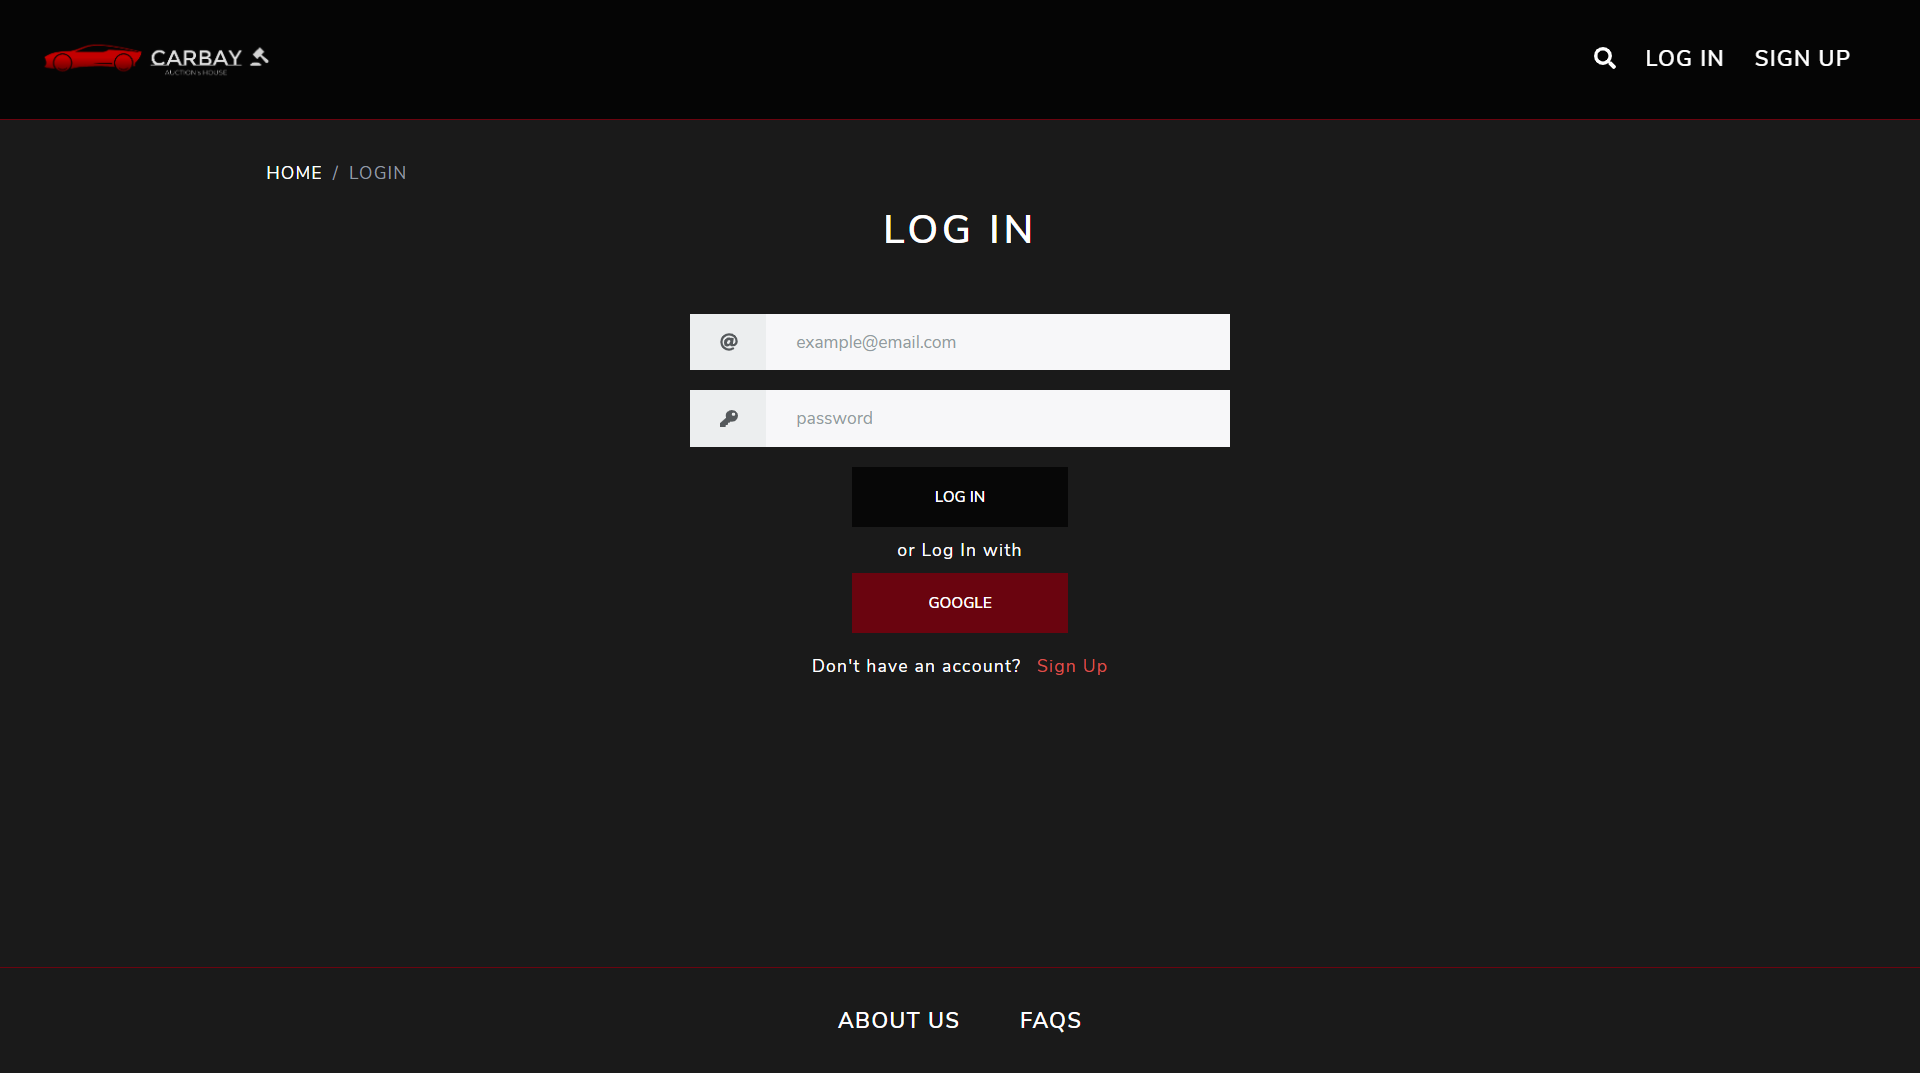 CARBAY
AUCTION's HOUSE
LOG IN SIGN UP
HOME / LOGIN
LOG IN
example@email.com
password
LOG IN
or Log In with
GOOGLE
Don't have an account? Sign Up
ABOUT US FAQS